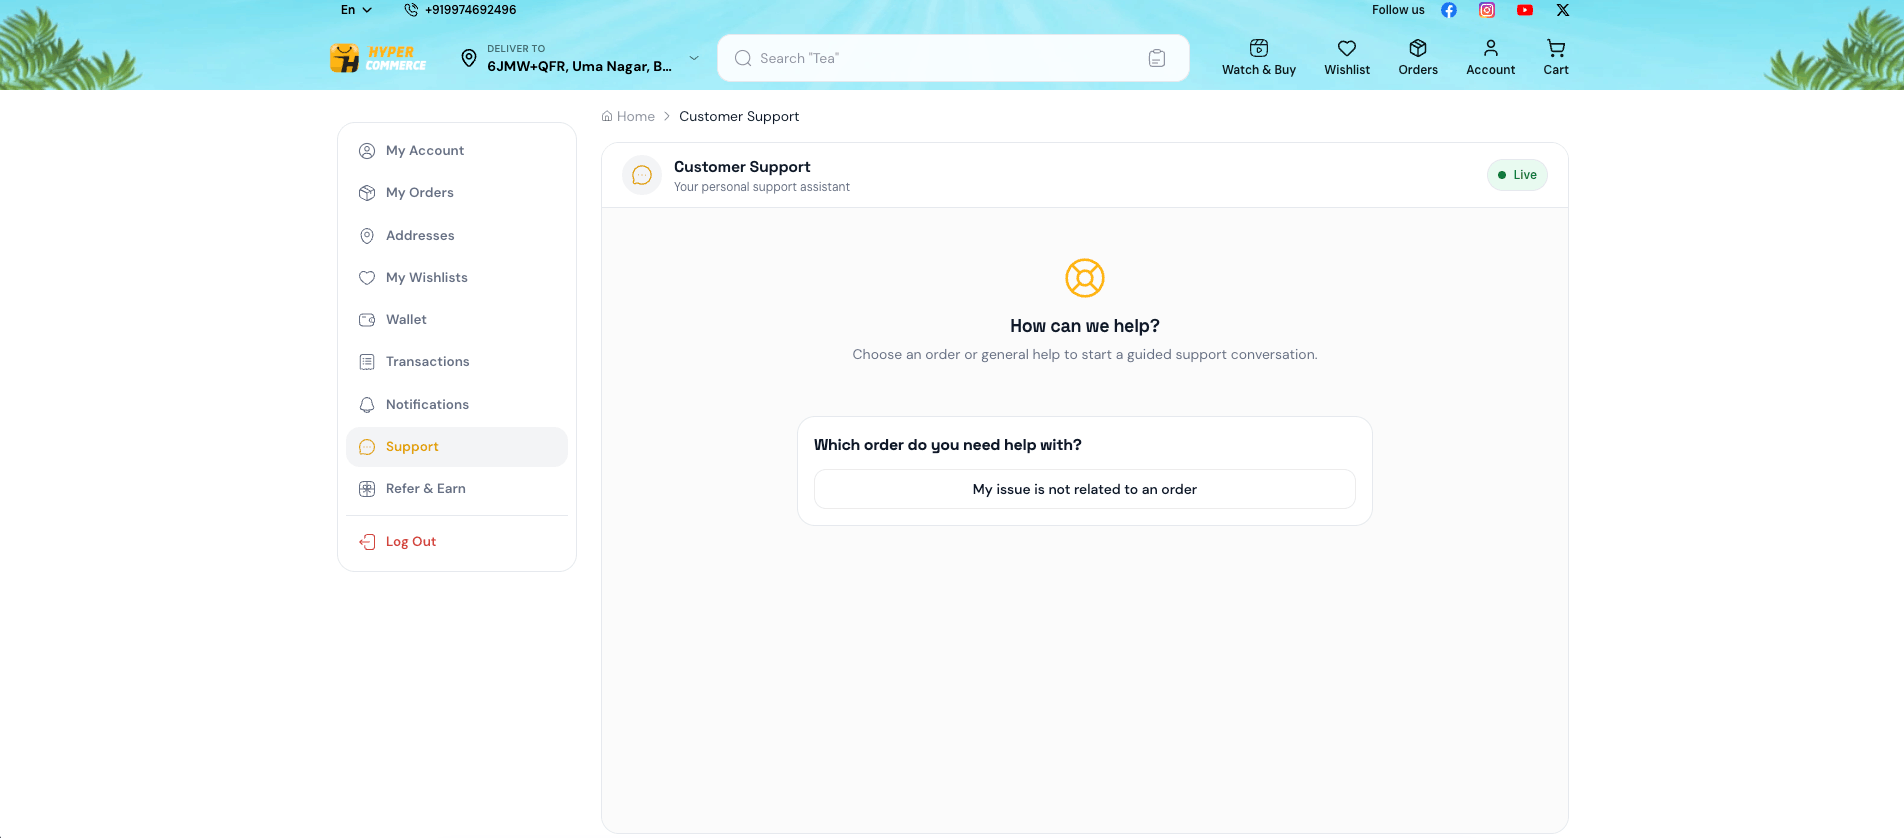 En
+919974692496
Follow us
HYPER
COMMERCE
DELIVER TO
6JMW+QFR, Uma Nagar, B...
Search "Tea"
Watch & Buy
Wishlist
Orders
Account
Cart
My Account
My Orders
Addresses
My Wishlists
Wallet
Transactions
Notifications
Support
Refer & Earn
Log Out
Home
Customer Support
Customer Support
Your personal support assistant
Live
How can we help?
Choose an order or general help to start a guided support conversation.
Which order do you need help with?
My issue is not related to an order